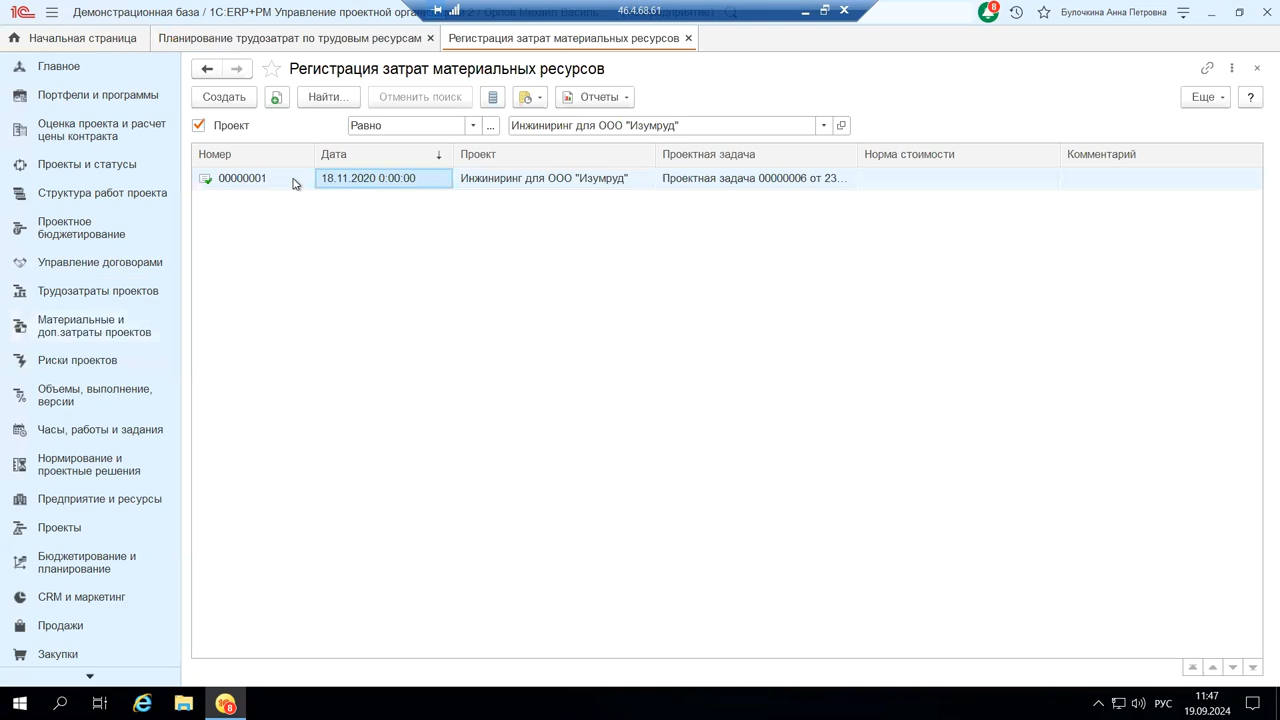 Демонстрационная база / 1С:ERP+PM Управление проектной орга
46.4.68.61
Булочкина Анна Петровна
8
Начальная страница
Планирование трудозатрат по трудовым ресурсам ×
Регистрация затрат материальных ресурсов ×
Главное
Портфели и программы
Оценка проекта и расчет
цены контракта
Проекты и статусы
Структура работ проекта
Проектное
бюджетирование
Управление договорами
Трудозатраты проектов
Материальные и
доп.затраты проектов
Риски проектов
Объемы, выполнение,
версии
Часы, работы и задания
Нормирование и
проектные решения
Предприятие и ресурсы
Проекты
Бюджетирование и
планирование
CRM и маркетинг
Продажи
Закупки
Регистрация затрат материальных ресурсов
Создать
Найти...
Отменить поиск
Отчеты
Еще
?
Проект
Равно
...
Инжиниринг для ООО "Изумруд"
Номер Дата ↓ Проект Проектная задача Норма стоимости Комментарий
00000001 18.11.2020 0:00:00 Инжиниринг для ООО "Изумруд" Проектная задача 00000006 от 23...
8
РУС
11:47
19.09.2024